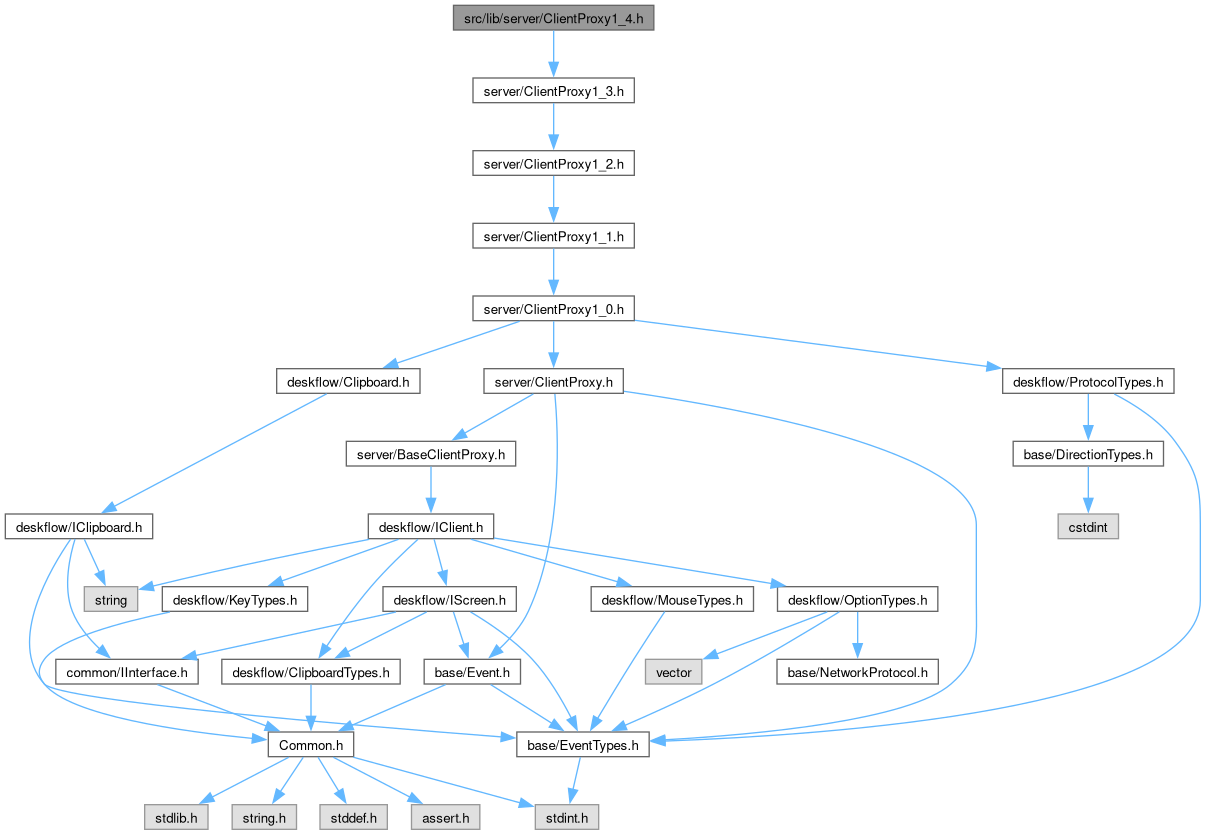 src/lib/server/ClientProxy1_4.h
server/ClientProxy1_3.h
server/ClientProxy1_2.h
server/ClientProxy1_1.h
server/ClientProxy1_0.h
deskflow/Clipboard.h
server/ClientProxy.h
deskflow/ProtocolTypes.h
server/BaseClientProxy.h
base/DirectionTypes.h
deskflow/IClipboard.h
deskflow/IClient.h
cstdint
string
deskflow/KeyTypes.h
deskflow/IScreen.h
deskflow/MouseTypes.h
deskflow/OptionTypes.h
common/IInterface.h
deskflow/ClipboardTypes.h
base/Event.h
vector
base/NetworkProtocol.h
Common.h
base/EventTypes.h
stdlib.h
string.h
stddef.h
assert.h
stdint.h